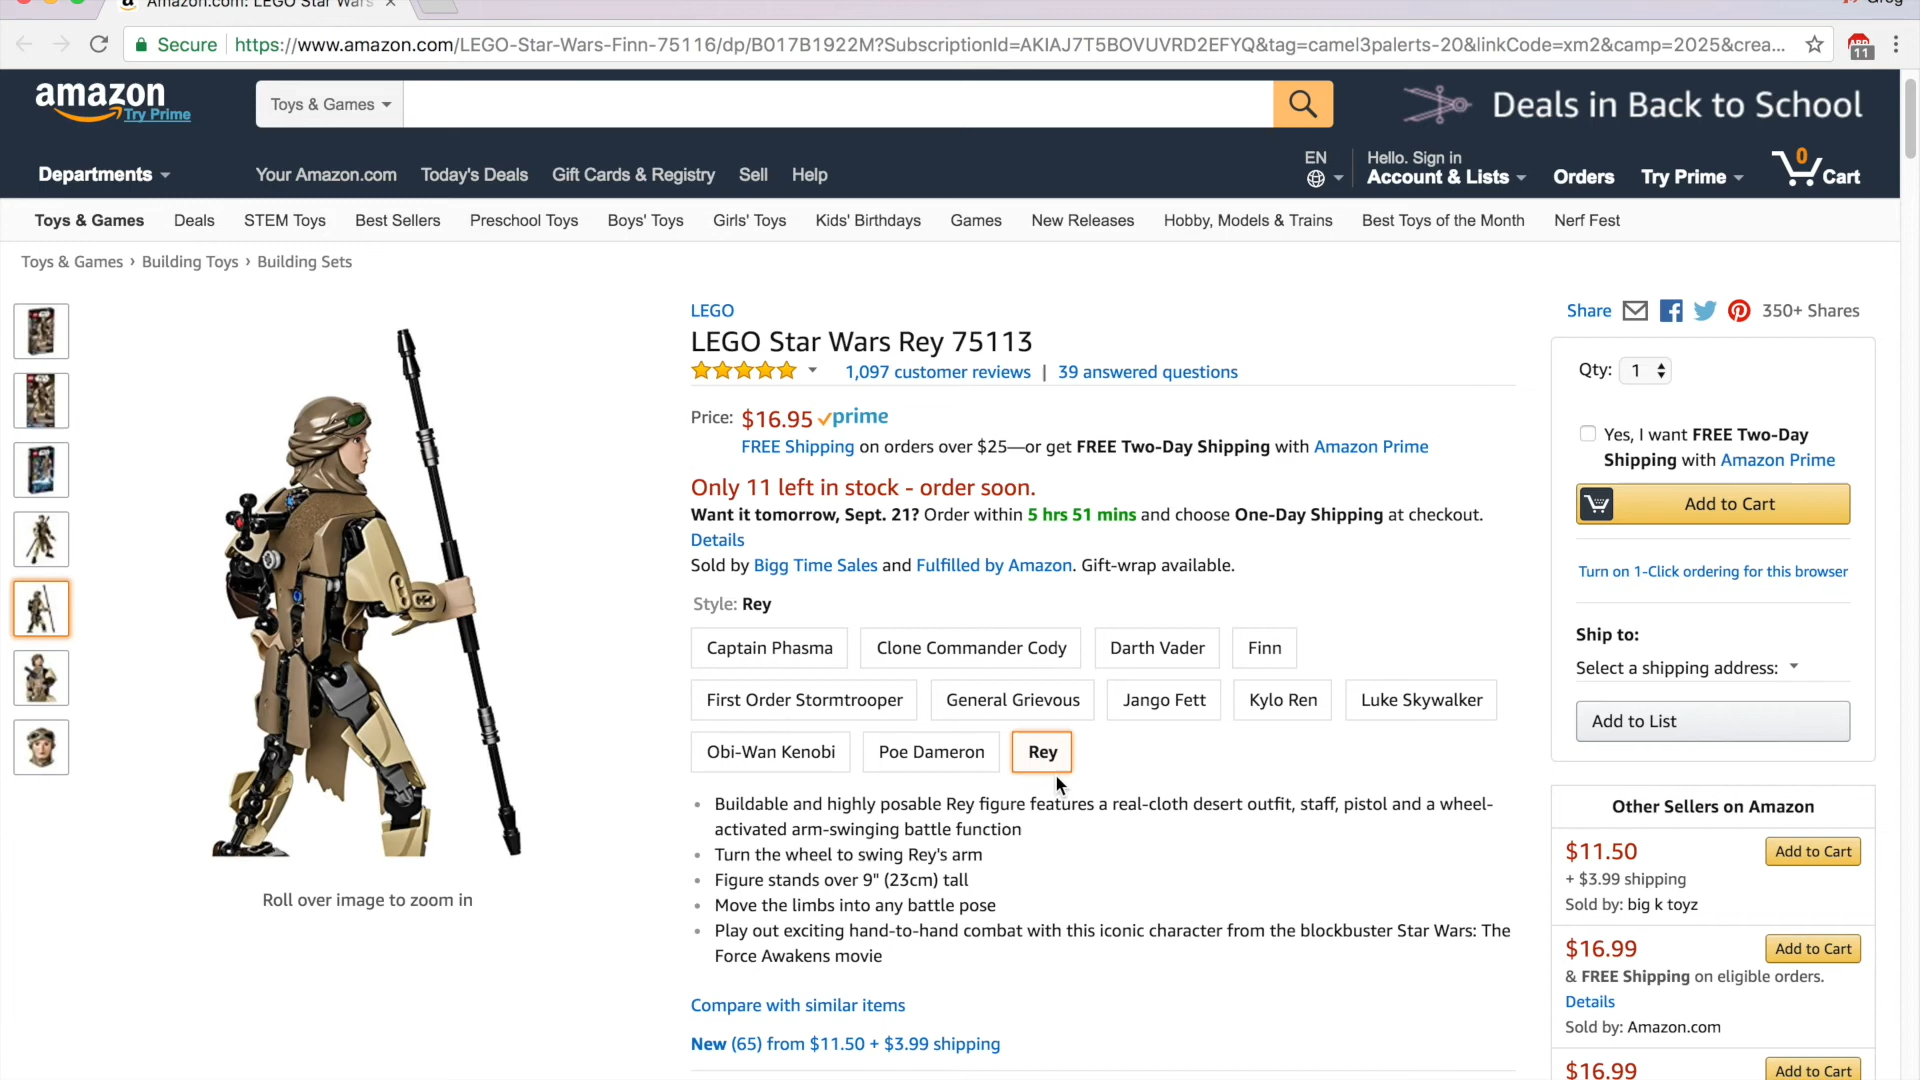 Amazon.com: LEGO Star Wars ×
Greg
Secure https://www.amazon.com/LEGO-Star-Wars-Finn-75116/dp/B017B1922M?SubscriptionId=AKIAJ7T5BOVUVRD2EFYQ&tag=camel3palerts-20&linkCode=xm2&camp=2025&crea...
ABP
11
amazon
Try Prime
Toys & Games
Deals in Back to School
Departments
Your Amazon.com Today's Deals Gift Cards & Registry Sell Help
EN
Hello. Sign in
Account & Lists
Orders
Try Prime
0
Cart
Toys & Games Deals STEM Toys Best Sellers Preschool Toys Boys' Toys Girls' Toys Kids' Birthdays Games New Releases Hobby, Models & Trains Best Toys of the Month Nerf Fest
Toys & Games › Building Toys › Building Sets
Roll over image to zoom in
LEGO
LEGO Star Wars Rey 75113
1,097 customer reviews | 39 answered questions
Price: $16.95 prime
FREE Shipping on orders over $25—or get FREE Two-Day Shipping with Amazon Prime
Only 11 left in stock - order soon.
Want it tomorrow, Sept. 21? Order within 5 hrs 51 mins and choose One-Day Shipping at checkout.
Details
Sold by Bigg Time Sales and Fulfilled by Amazon. Gift-wrap available.
Style: Rey
Captain Phasma Clone Commander Cody Darth Vader Finn
First Order Stormtrooper General Grievous Jango Fett Kylo Ren Luke Skywalker
Obi-Wan Kenobi Poe Dameron Rey
• Buildable and highly posable Rey figure features a real-cloth desert outfit, staff, pistol and a wheel-
activated arm-swinging battle function
• Turn the wheel to swing Rey's arm
• Figure stands over 9" (23cm) tall
• Move the limbs into any battle pose
• Play out exciting hand-to-hand combat with this iconic character from the blockbuster Star Wars: The
Force Awakens movie
Compare with similar items
New (65) from $11.50 + $3.99 shipping
Share 350+ Shares
Qty: 1
Yes, I want FREE Two-Day
Shipping with Amazon Prime
Add to Cart
Turn on 1-Click ordering for this browser
Ship to:
Select a shipping address:
Add to List
Other Sellers on Amazon
$11.50 Add to Cart
+ $3.99 shipping
Sold by: big k toyz
$16.99 Add to Cart
& FREE Shipping on eligible orders.
Details
Sold by: Amazon.com
$16.99 Add to Cart